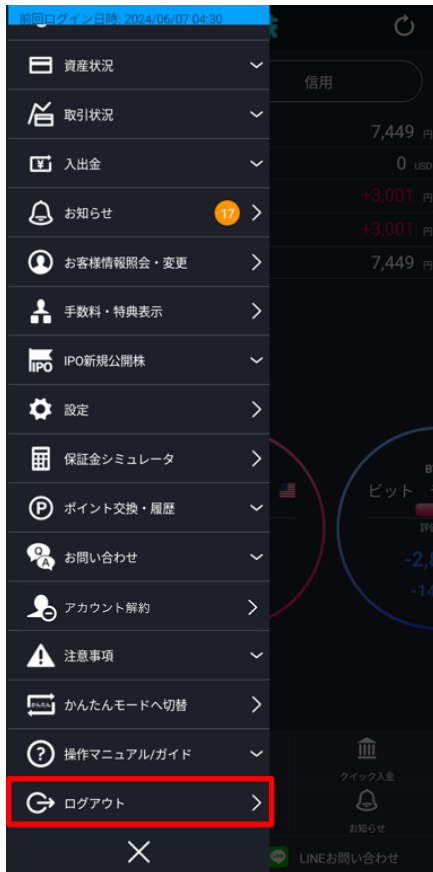 前回ログイン日時: 2024/06/07 04:30
資産状況
信用
取引状況
7,449 円
入出金
0 USD
お知らせ
17
+3,001 円
+3,001 円
お客様情報照会・変更
7,449 円
手数料・特典表示
IPO
IPO新規公開株
設定
保証金シミュレータ
P
ポイント交換・履歴
ビット
Q
A
お問い合わせ
アカウント解約
注意事項
かんたん
かんたんモードへ切替
操作マニュアル/ガイド
クイック入金
ログアウト
お知らせ
LINE
LINEお問い合わせ